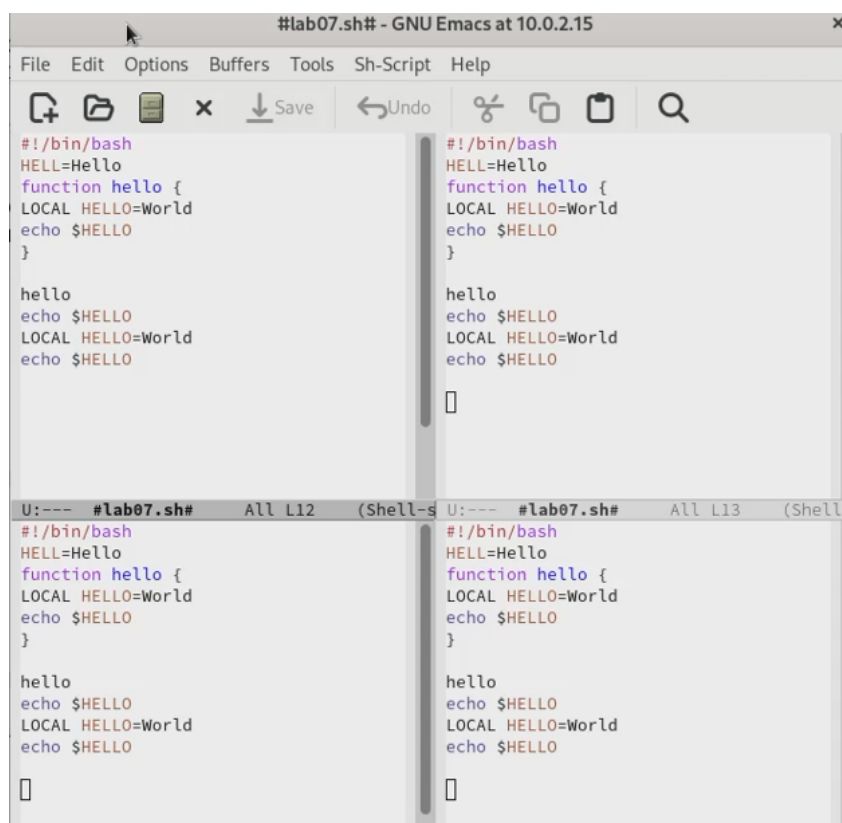 #lab07.sh# - GNU Emacs at 10.0.2.15
File Edit Options Buffers Tools Sh-Script Help
Save Undo
#!/bin/bash
HELL=Hello
function hello {
LOCAL HELLO=World
echo $HELLO
}
hello
echo $HELLO
LOCAL HELLO=World
echo $HELLO
U:--- #lab07.sh# All L12 (Shell-s
#!/bin/bash
HELL=Hello
function hello {
LOCAL HELLO=World
echo $HELLO
}
hello
echo $HELLO
LOCAL HELLO=World
echo $HELLO
U:--- #lab07.sh# All L13 (Shell
#!/bin/bash
HELL=Hello
function hello {
LOCAL HELLO=World
echo $HELLO
}
hello
echo $HELLO
LOCAL HELLO=World
echo $HELLO
#!/bin/bash
HELL=Hello
function hello {
LOCAL HELLO=World
echo $HELLO
}
hello
echo $HELLO
LOCAL HELLO=World
echo $HELLO